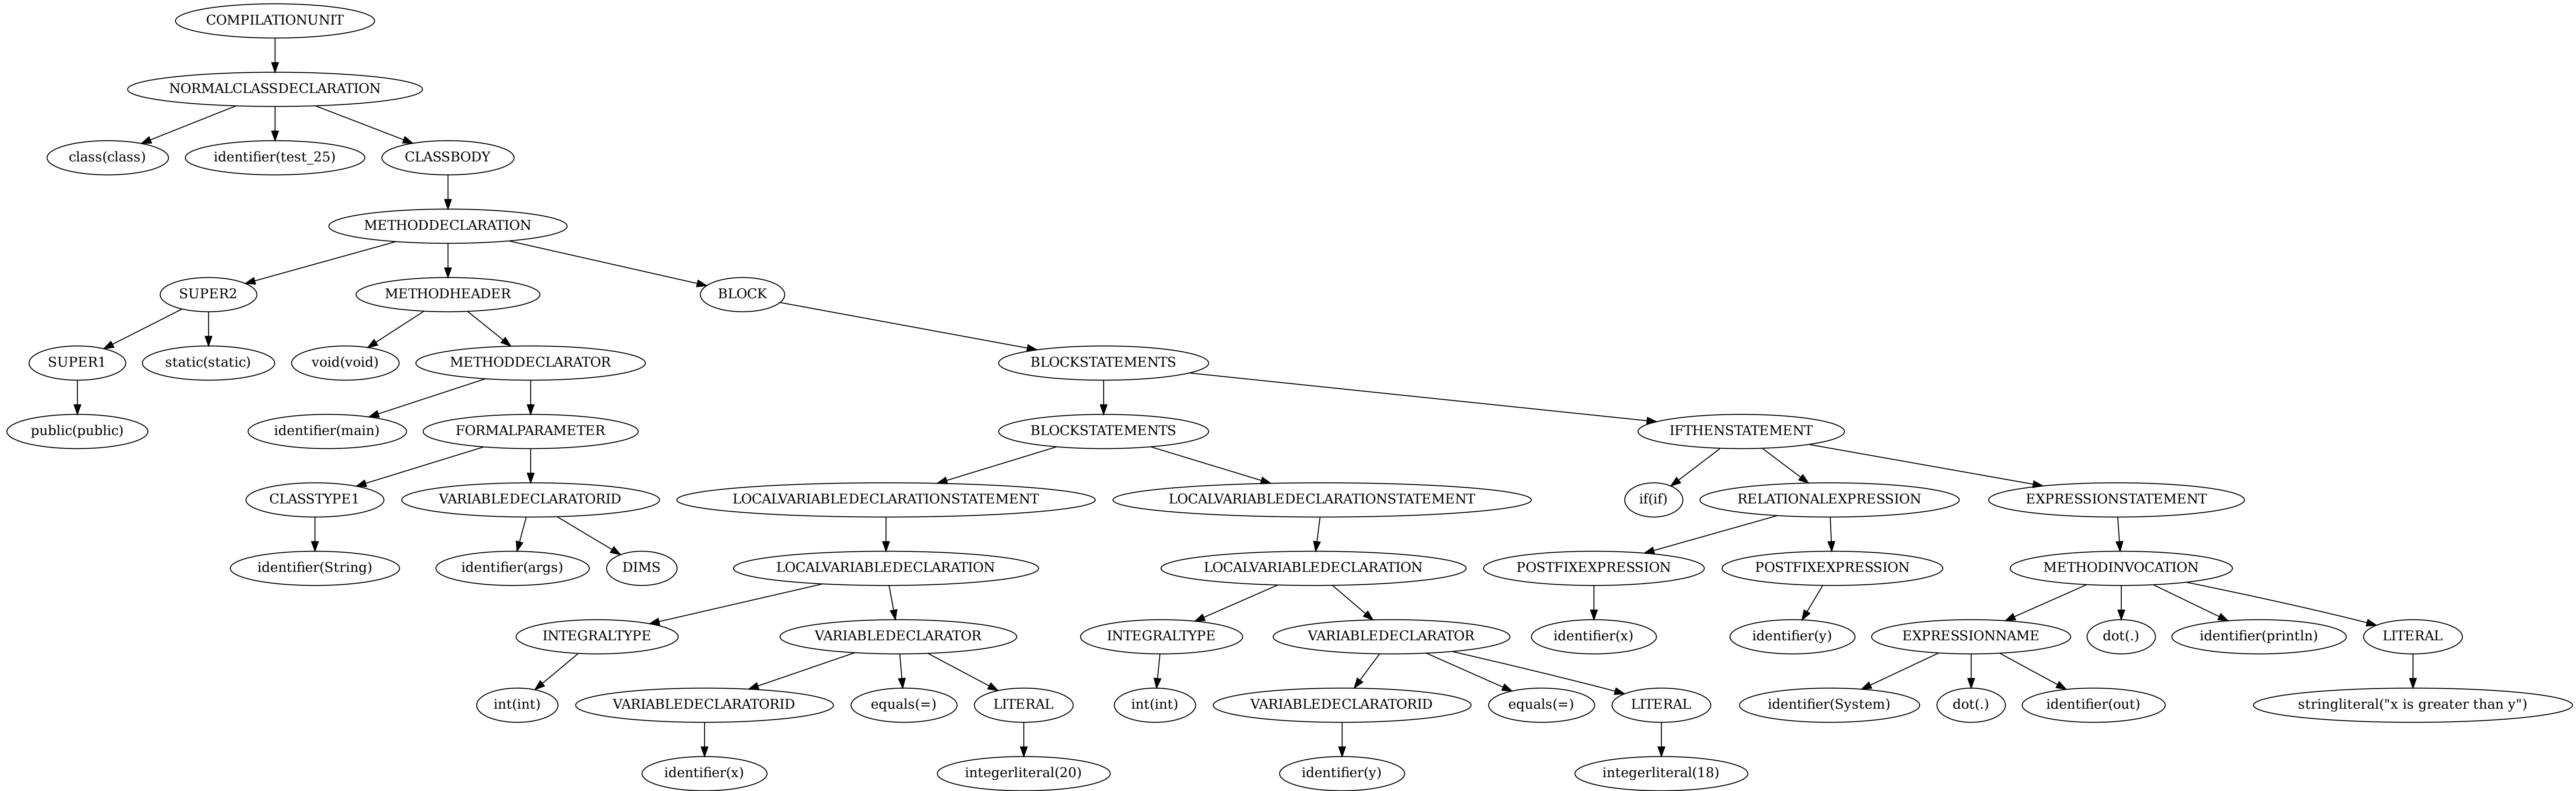 COMPILATIONUNIT
NORMALCLASSDECLARATION
class(class) identifier(test_25) CLASSBODY
METHODDECLARATION
SUPER2 METHODHEADER BLOCK
SUPER1 static(static) void(void) METHODDECLARATOR BLOCKSTATEMENTS
public(public) identifier(main) FORMALPARAMETER BLOCKSTATEMENTS IFTHENSTATEMENT
CLASSTYPE1 VARIABLEDECLARATORID LOCALVARIABLEDECLARATIONSTATEMENT LOCALVARIABLEDECLARATIONSTATEMENT if(if) RELATIONALEXPRESSION EXPRESSIONSTATEMENT
identifier(String) identifier(args) DIMS LOCALVARIABLEDECLARATION LOCALVARIABLEDECLARATION POSTFIXEXPRESSION POSTFIXEXPRESSION METHODINVOCATION
INTEGRALTYPE VARIABLEDECLARATOR INTEGRALTYPE VARIABLEDECLARATOR identifier(x) identifier(y) EXPRESSIONNAME dot(.) identifier(println) LITERAL
int(int) VARIABLEDECLARATORID equals(=) LITERAL int(int) VARIABLEDECLARATORID equals(=) LITERAL identifier(System) dot(.) identifier(out) stringliteral("x is greater than y")
identifier(x) integerliteral(20) identifier(y) integerliteral(18)